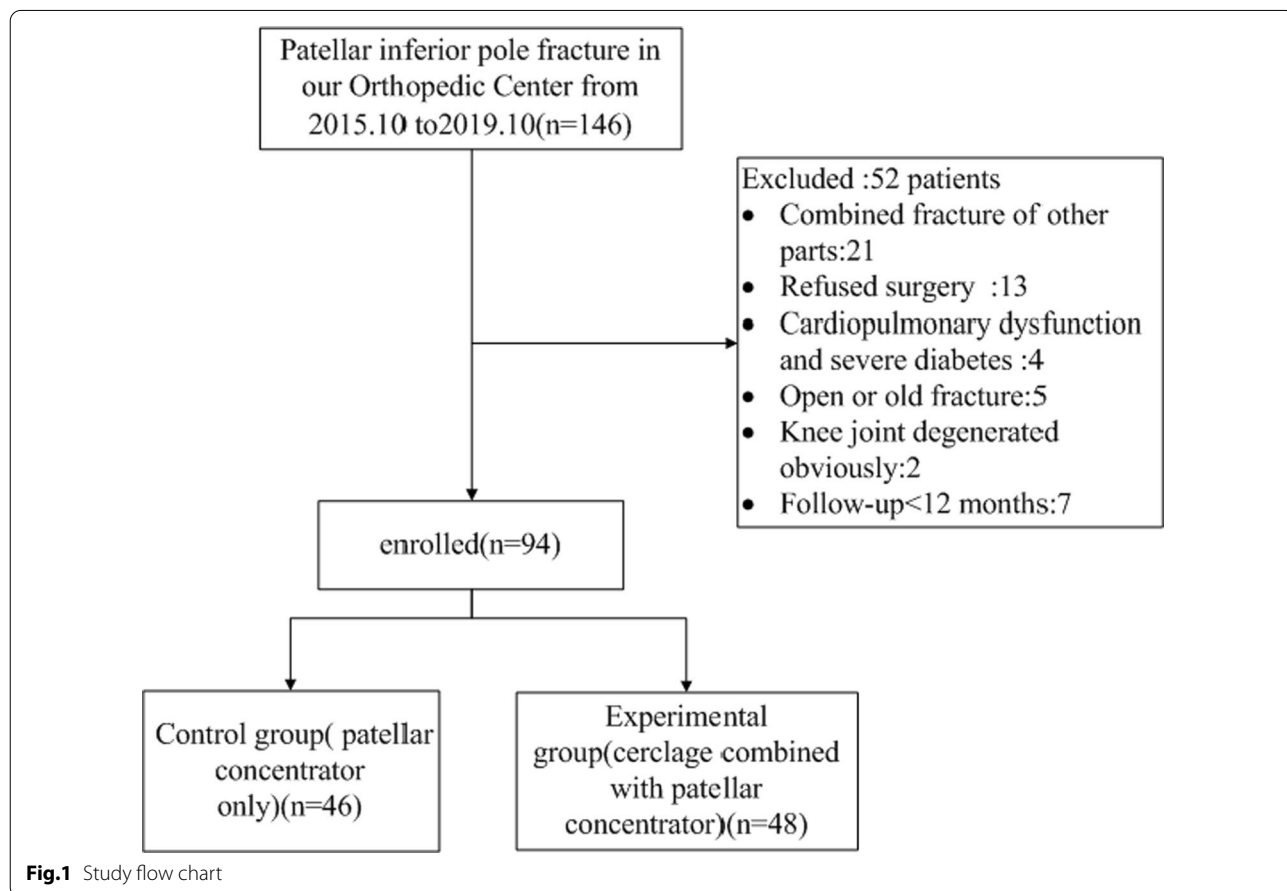 Patellar inferior pole fracture in
our Orthopedic Center from
2015.10 to2019.10(n=146)
Excluded :52 patients
• Combined fracture of other
parts:21
• Refused surgery :13
• Cardiopulmonary dysfunction
and severe diabetes :4
• Open or old fracture:5
• Knee joint degenerated
obviously:2
• Follow-up<12 months:7
enrolled(n=94)
Control group( patellar
concentrator
only)(n=46)
Experimental
group(cerclage combined
with patellar
concentrator)(n=48)
Fig.1 Study flow chart